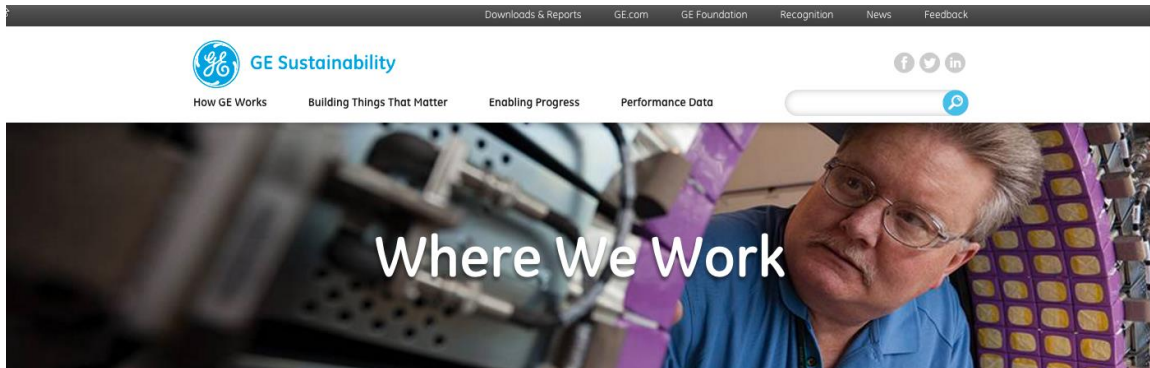 Downloads & Reports GE.com GE Foundation Recognition News Feedback
GE Sustainability
How GE Works Building Things That Matter Enabling Progress Performance Data
Where We Work